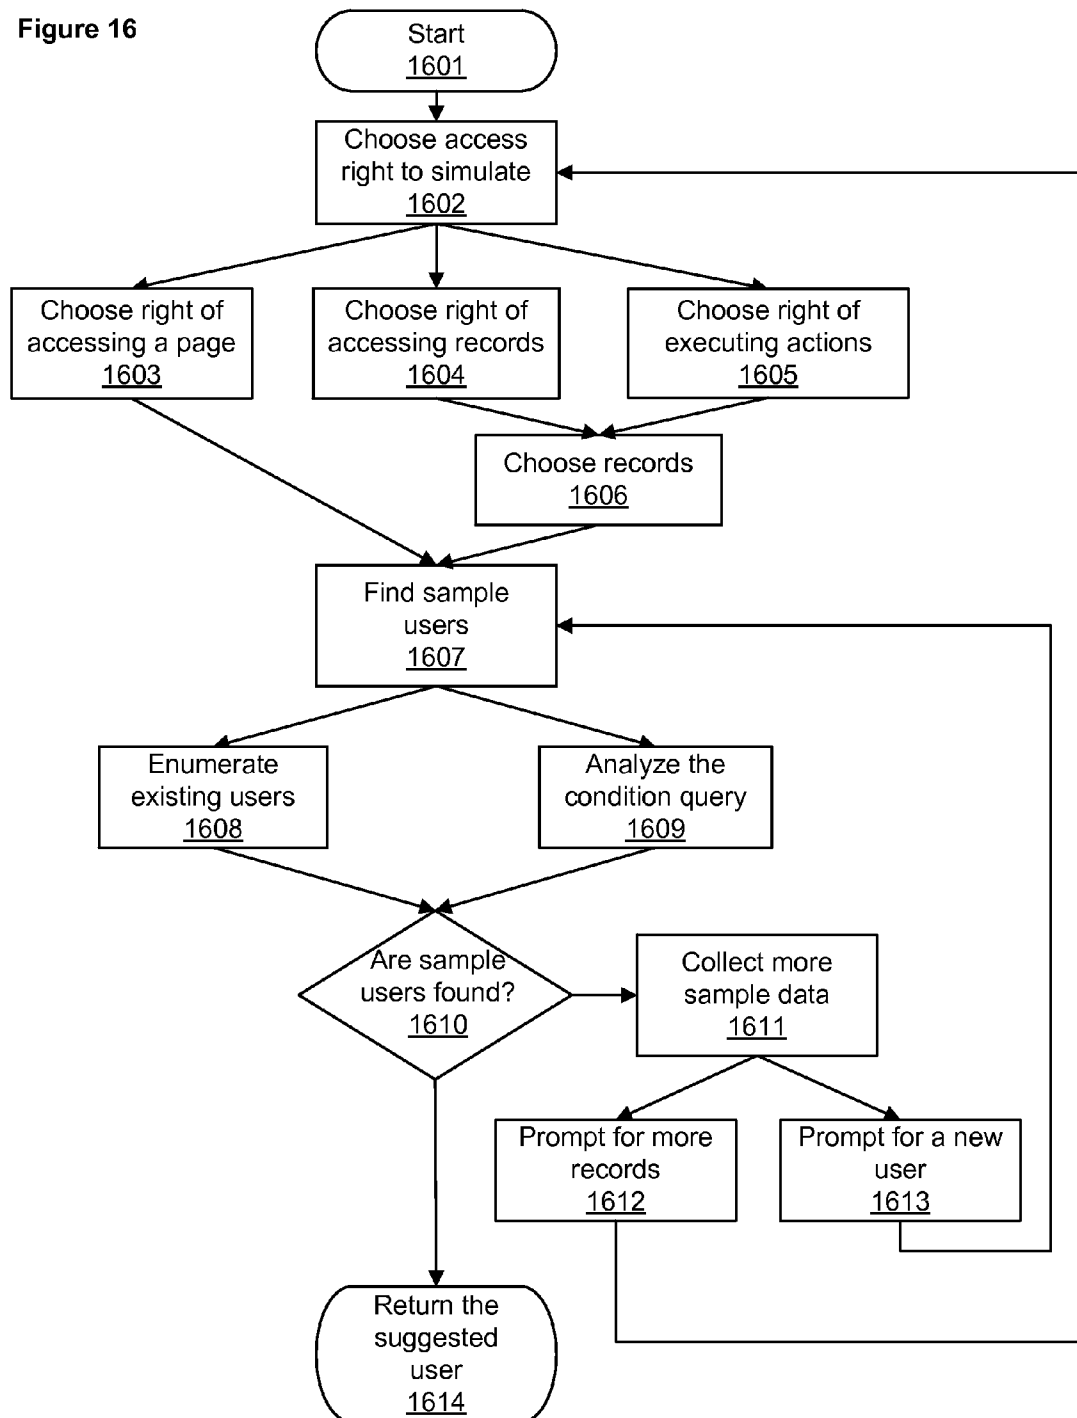 Figure 16
Start
1601
Choose access
right to simulate
1602
Choose right of
accessing a page
1603
Choose right of
accessing records
1604
Choose right of
executing actions
1605
Choose records
1606
Find sample
users
1607
Enumerate
existing users
1608
Analyze the
condition query
1609
Are sample
users found?
1610
Collect more
sample data
1611
Prompt for more
records
1612
Prompt for a new
user
1613
Return the
suggested
user
1614